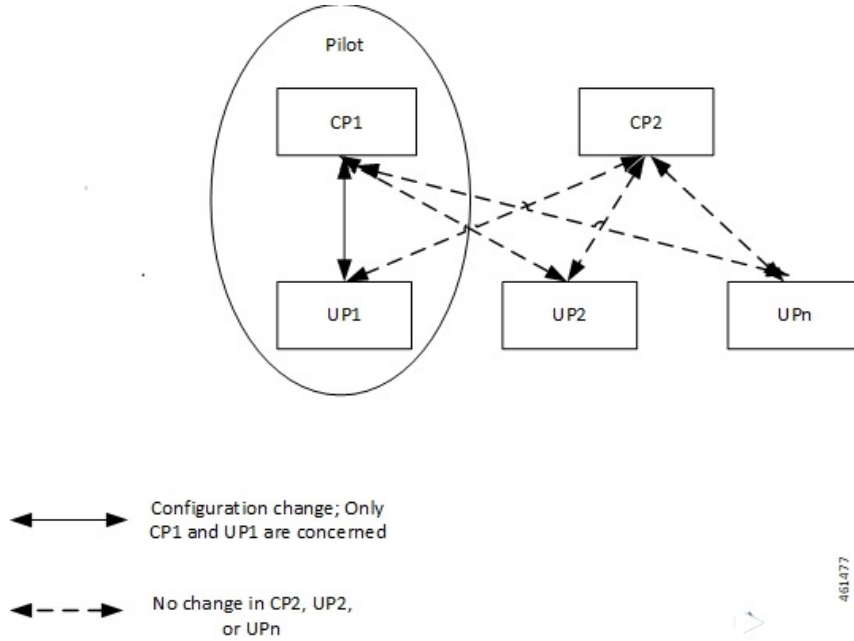 Pilot
CP1
CP2
UP1
UP2
UPn
Configuration change; Only
CP1 and UP1 are concerned
No change in CP2, UP2,
or UPn
461477